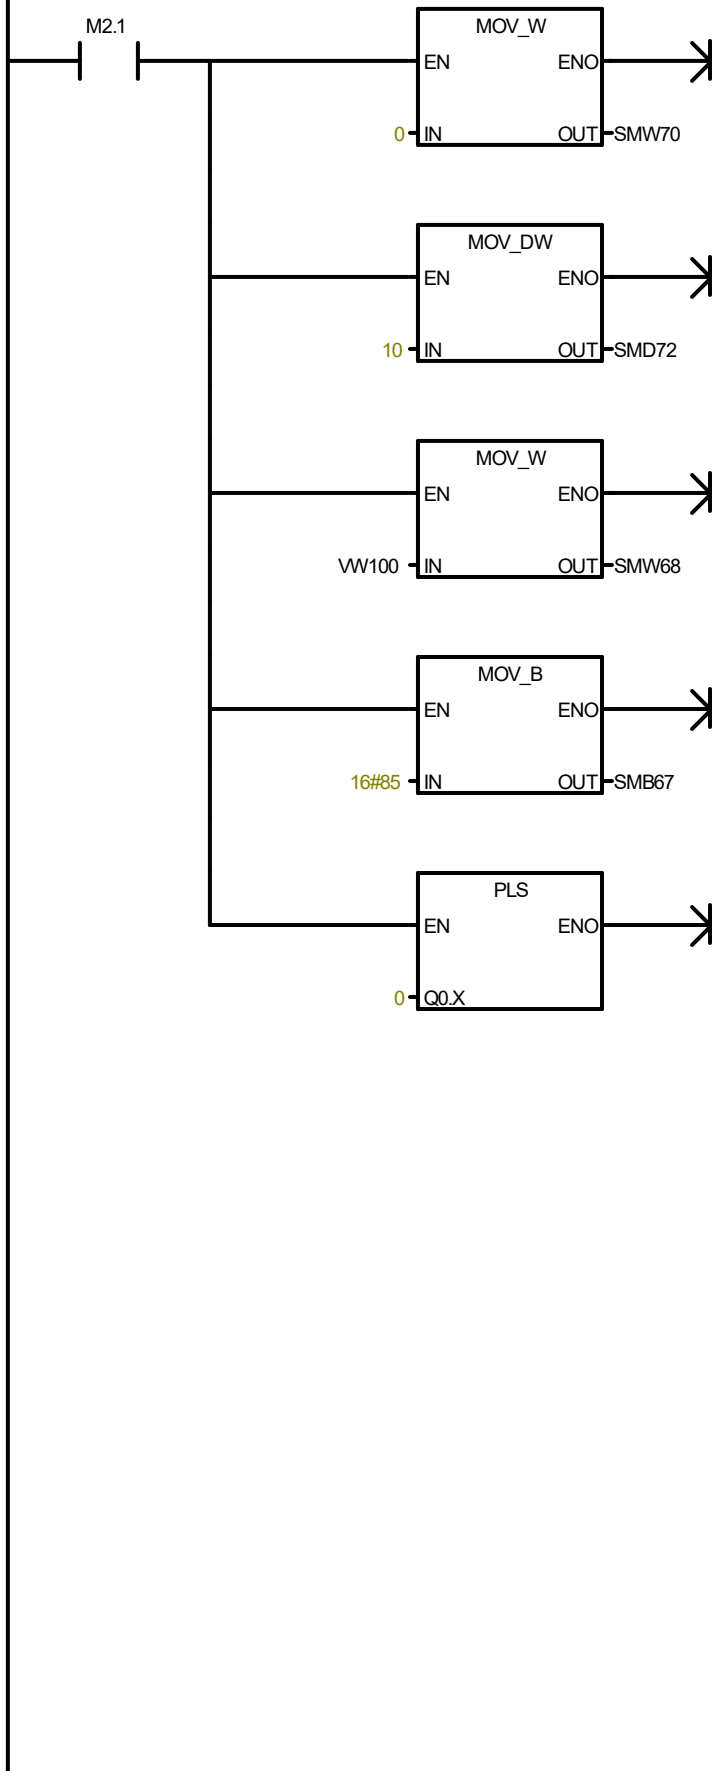 M2.1
MOV_W
EN ENO
0 IN OUT SMW70
MOV_DW
EN ENO
10 IN OUT SMD72
MOV_W
EN ENO
VW100 IN OUT SMW68
MOV_B
EN ENO
16#85 IN OUT SMB67
PLS
EN ENO
0 Q0.X